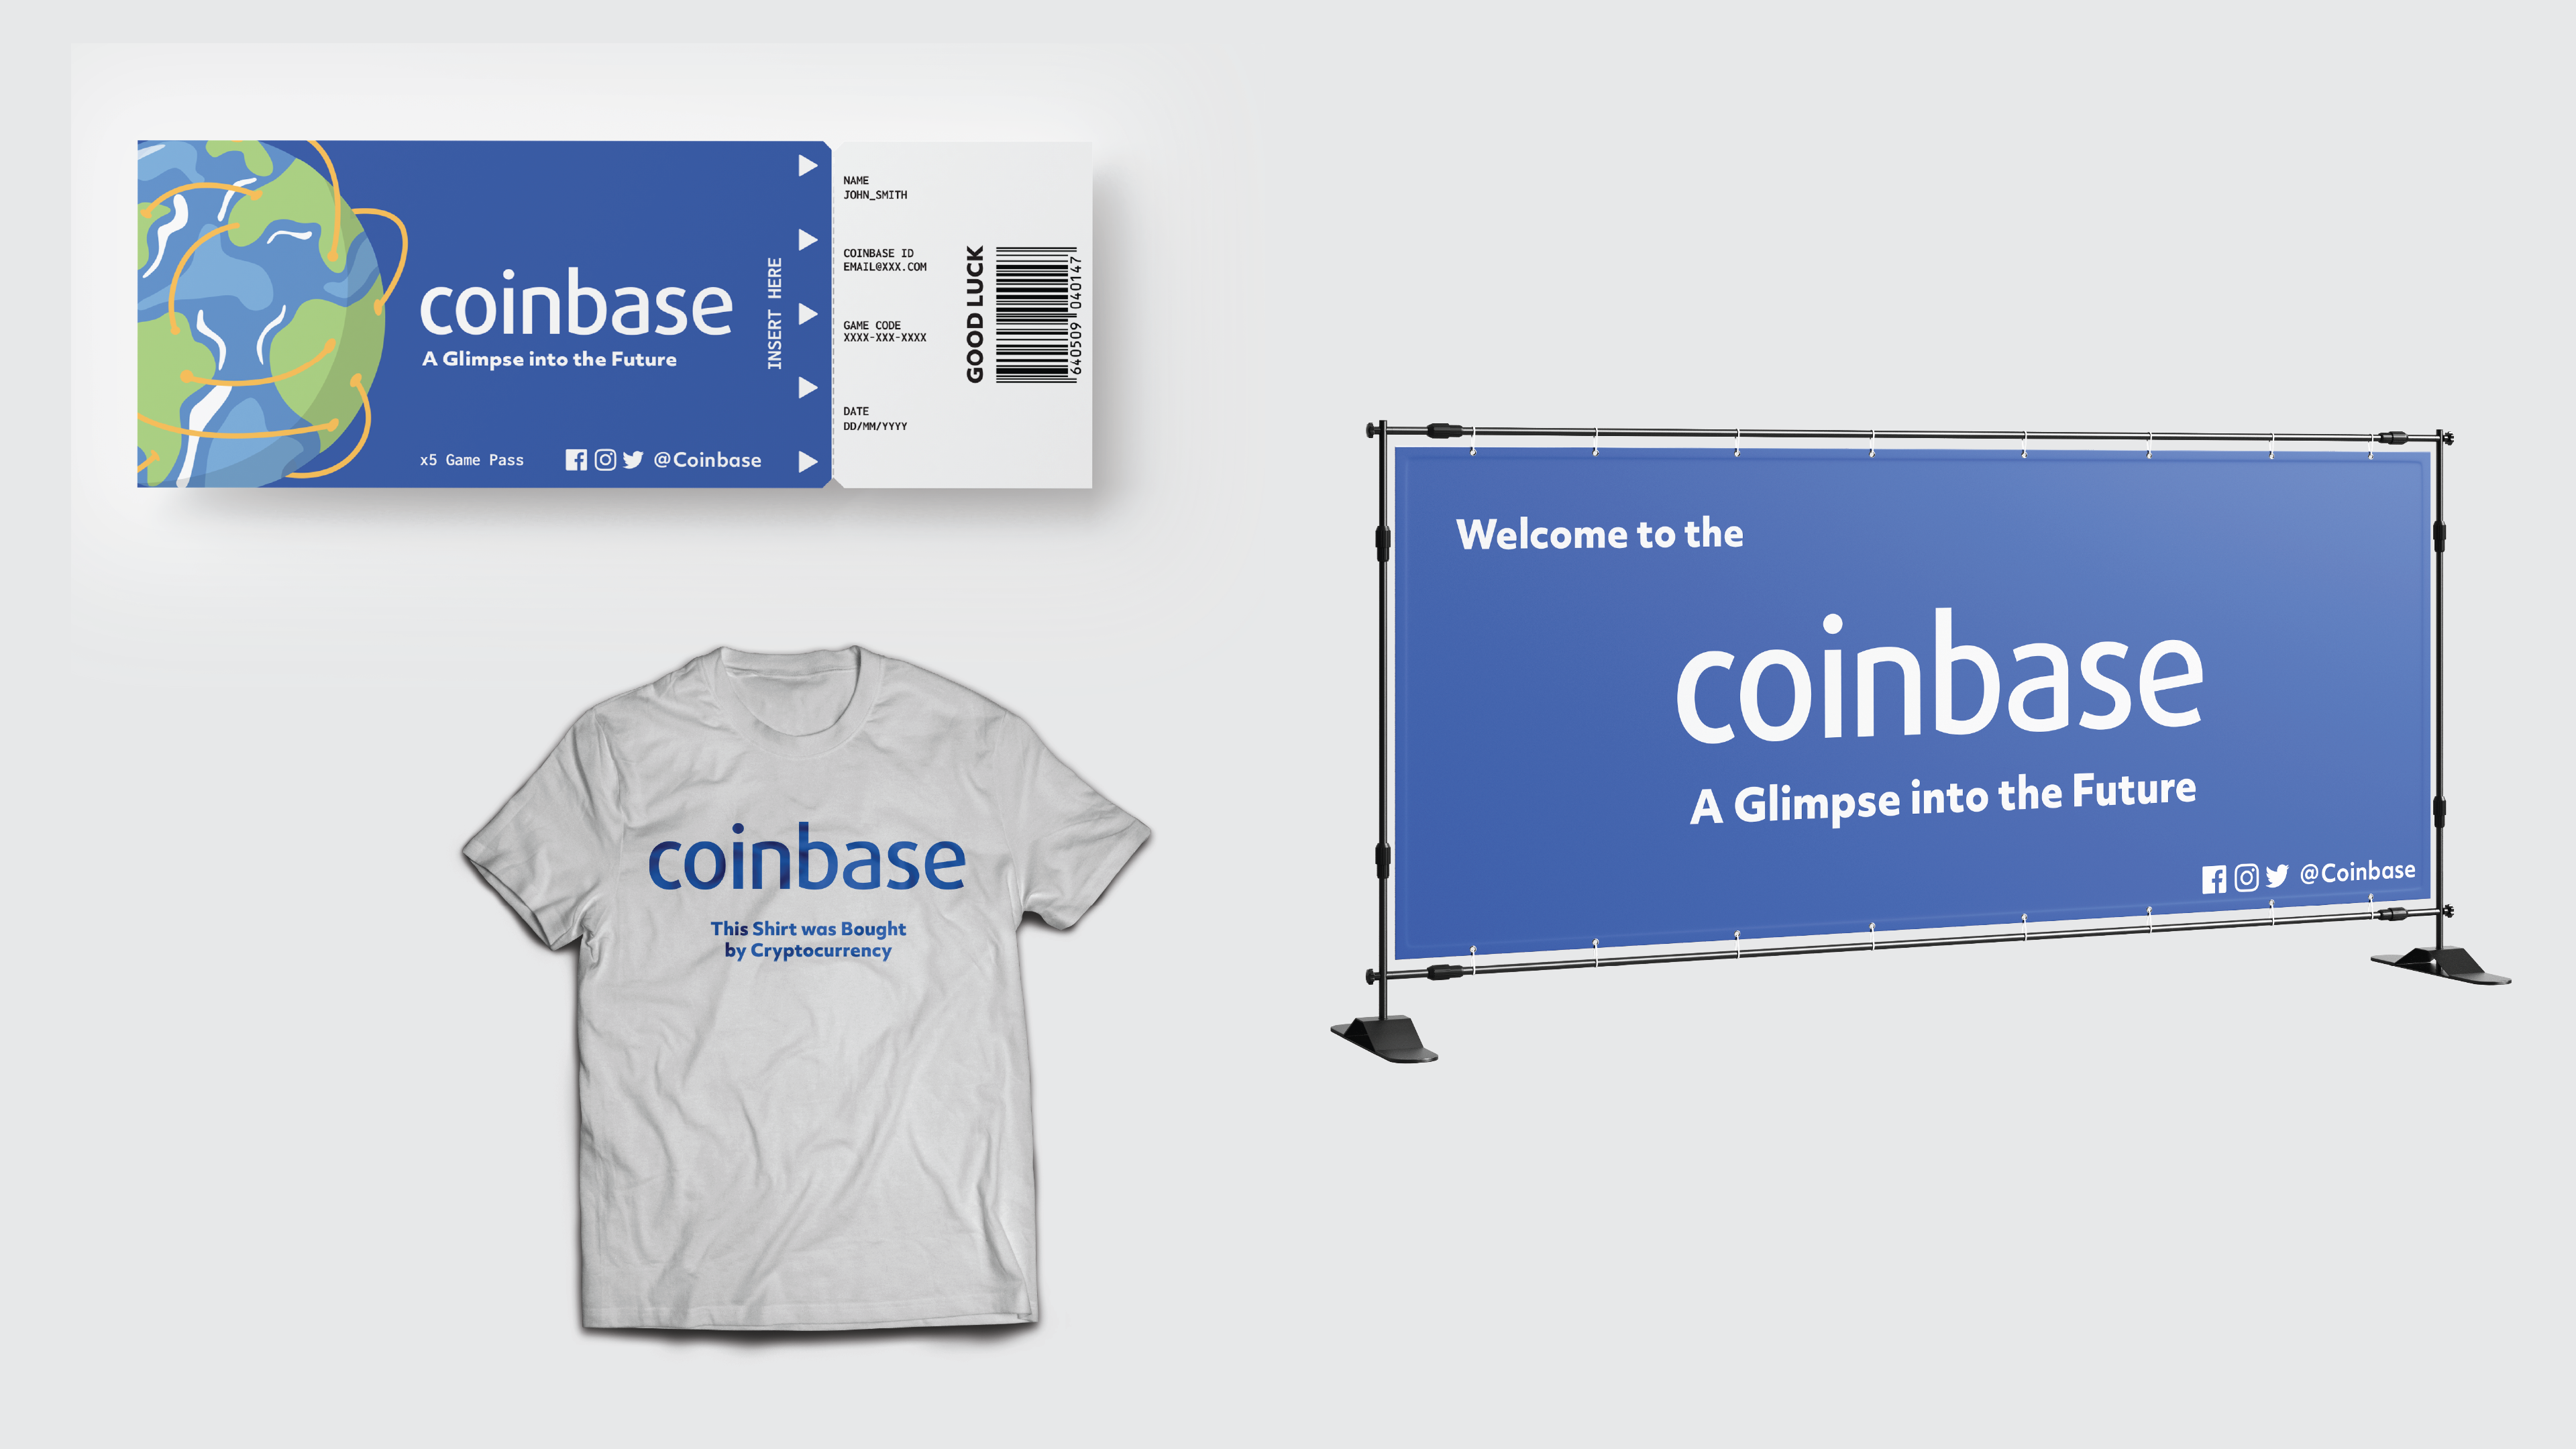 coinbase
A Glimpse into the Future
x5 Game Pass
@Coinbase
INSERT HERE
NAME
JOHN_SMITH
COINBASE ID
EMAIL@XXX.COM
GAME CODE
XXXX-XXX-XXXX
DATE
DD/MM/YYYY
GOOD LUCK
640509 040147
coinbase
This Shirt was Bought
by Cryptocurrency
Welcome to the
coinbase
A Glimpse into the Future
@Coinbase